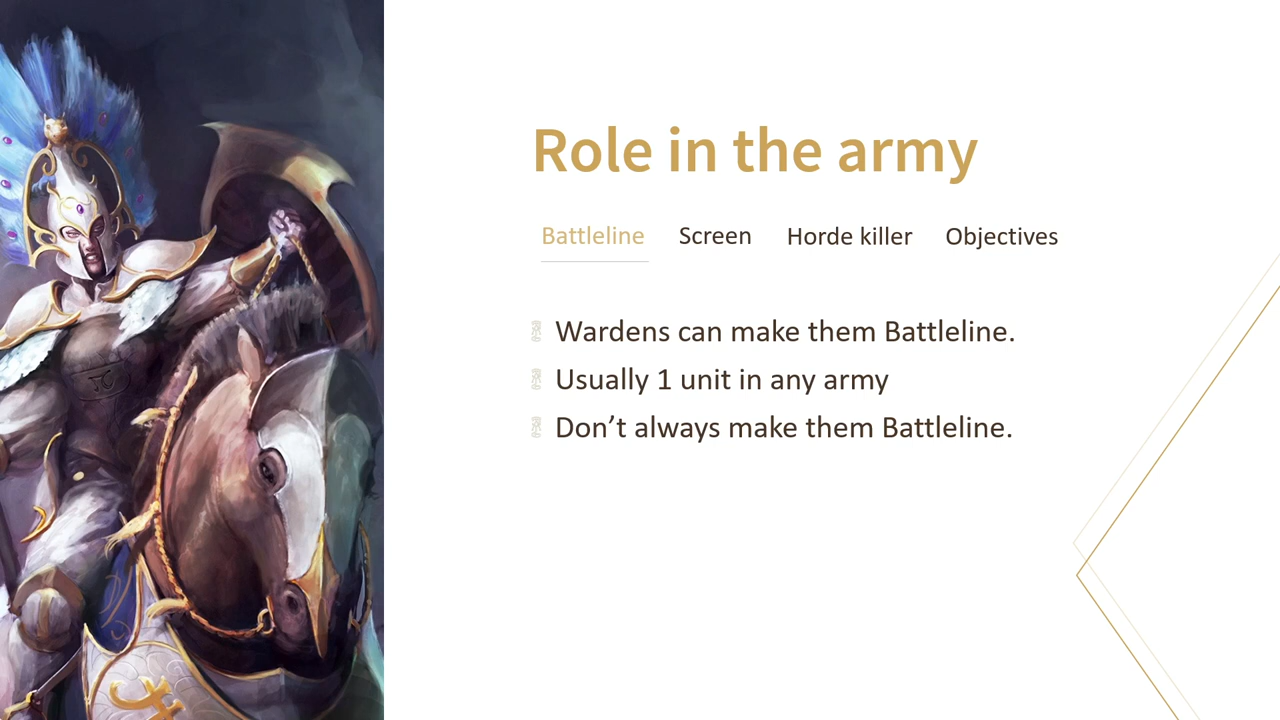 Role in the army
Battleline Screen Horde killer Objectives
Wardens can make them Battleline.
Usually 1 unit in any army
Don’t always make them Battleline.